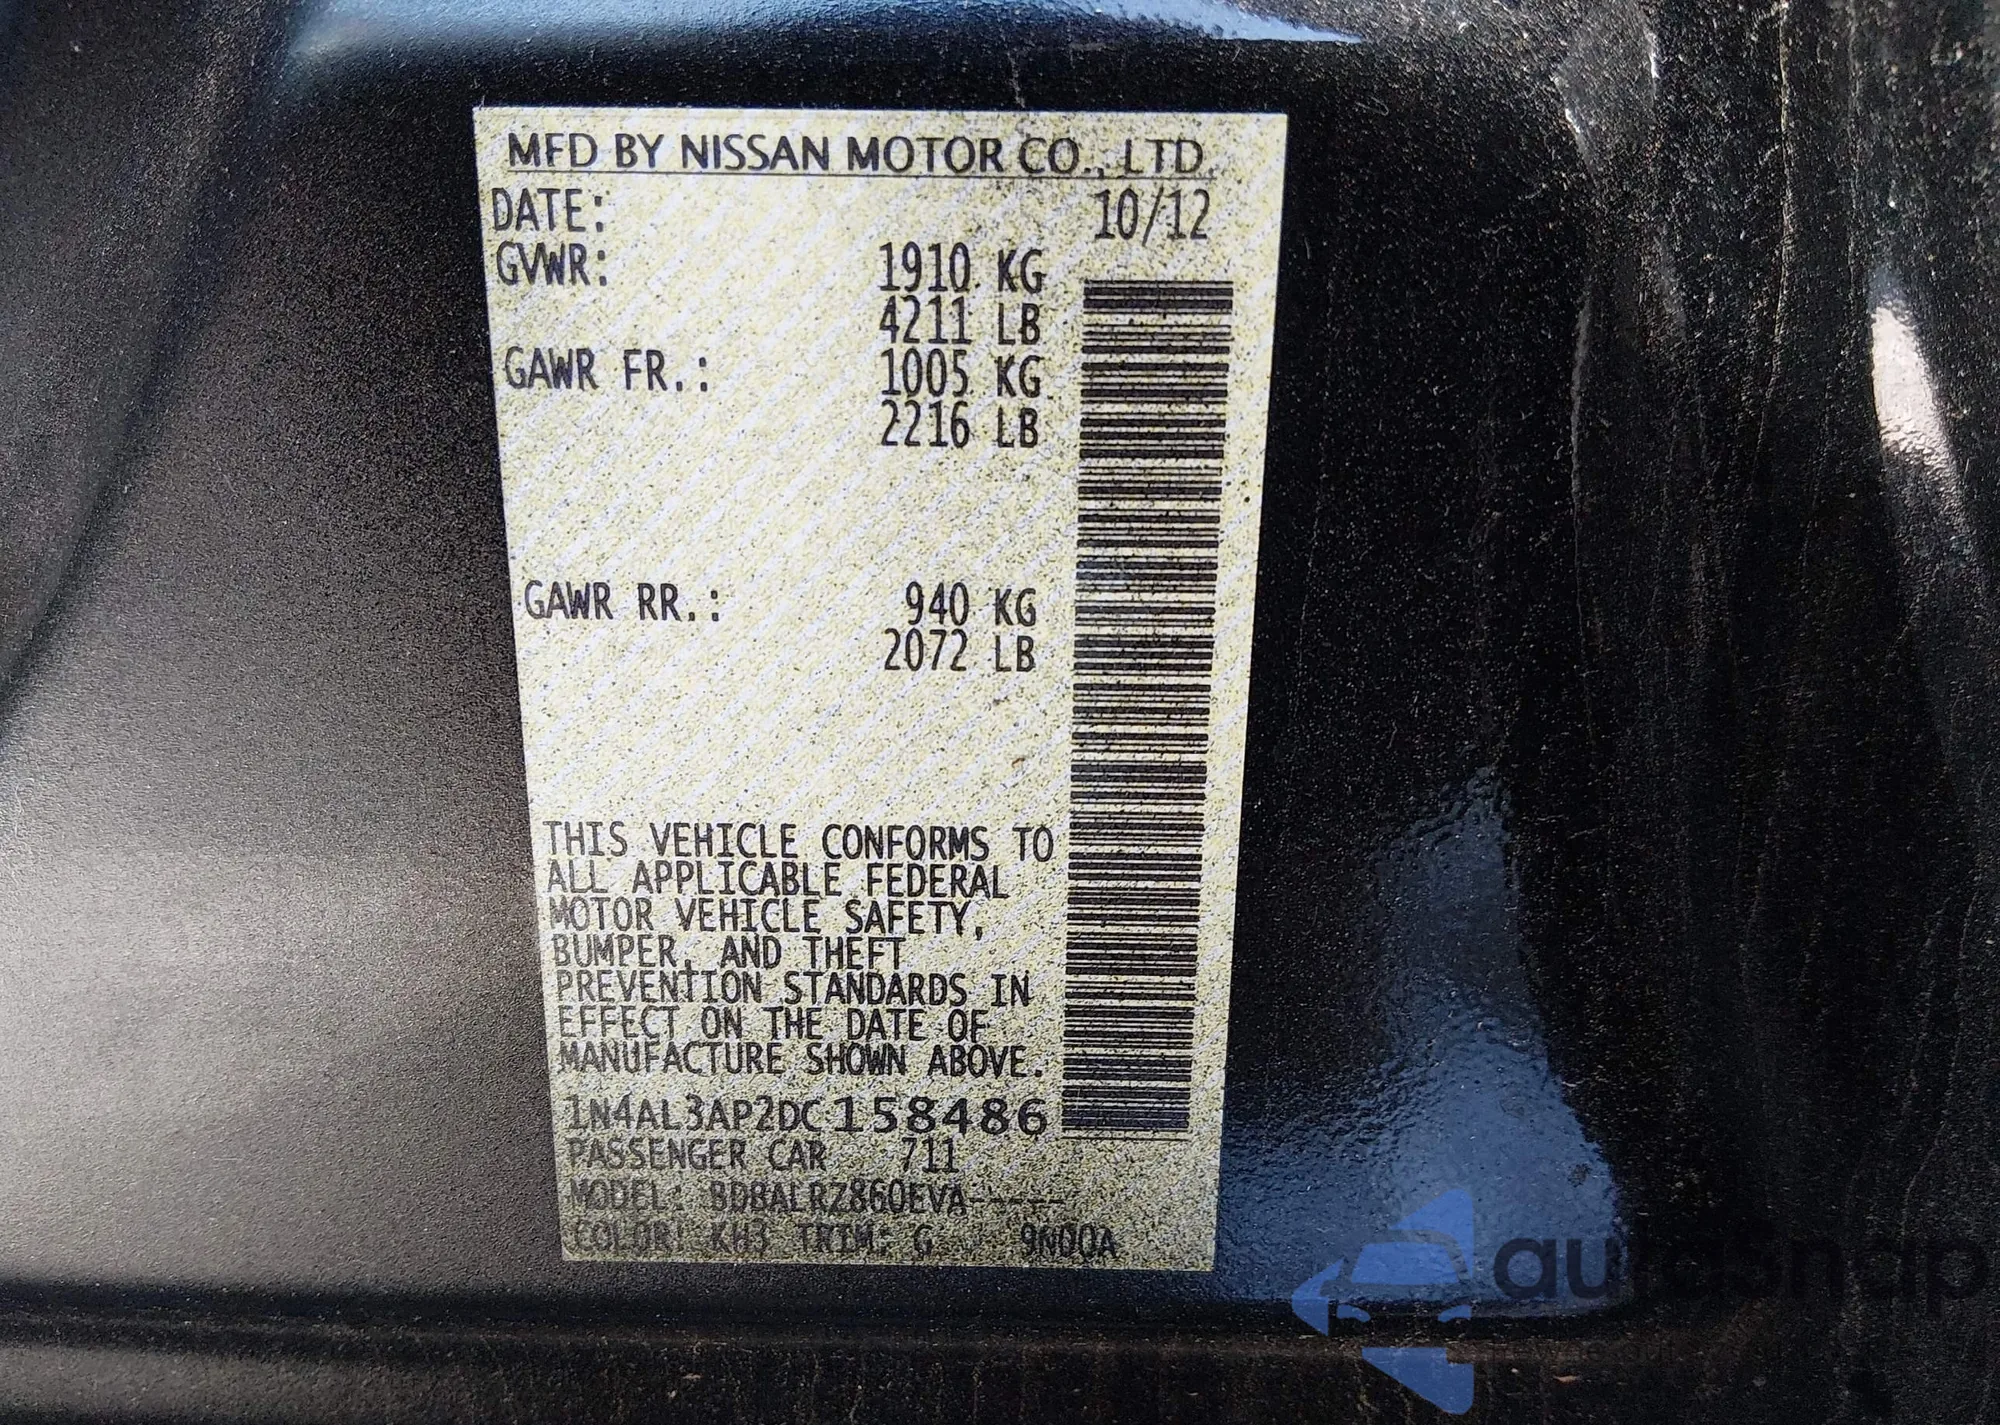 MFD BY NISSAN MOTOR CO., LTD.
DATE: 10/12
GVWR: 1910 KG
4211 LB
GAWR FR.: 1005 KG
2216 LB
GAWR RR.: 940 KG
2072 LB
THIS VEHICLE CONFORMS TO
ALL APPLICABLE FEDERAL
MOTOR VEHICLE SAFETY,
BUMPER, AND THEFT
PREVENTION STANDARDS IN
EFFECT ON THE DATE OF
MANUFACTURE SHOWN ABOVE.
1N4AL3AP2DC158486
PASSENGER CAR 711
MODEL: BDBALRZ860EVA-----
COLOR: KH3 TRIM: G 9N00A
autosnap